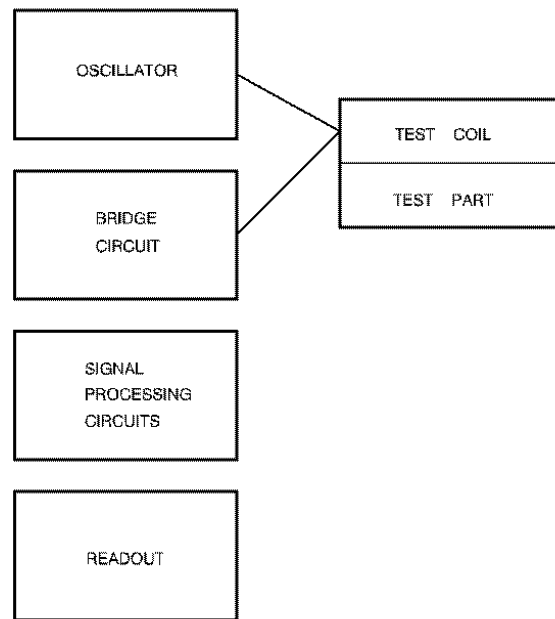 OSCILLATOR
TEST COIL
TEST PART
BRIDGE
CIRCUIT
SIGNAL
PROCESSING
CIRCUITS
READOUT